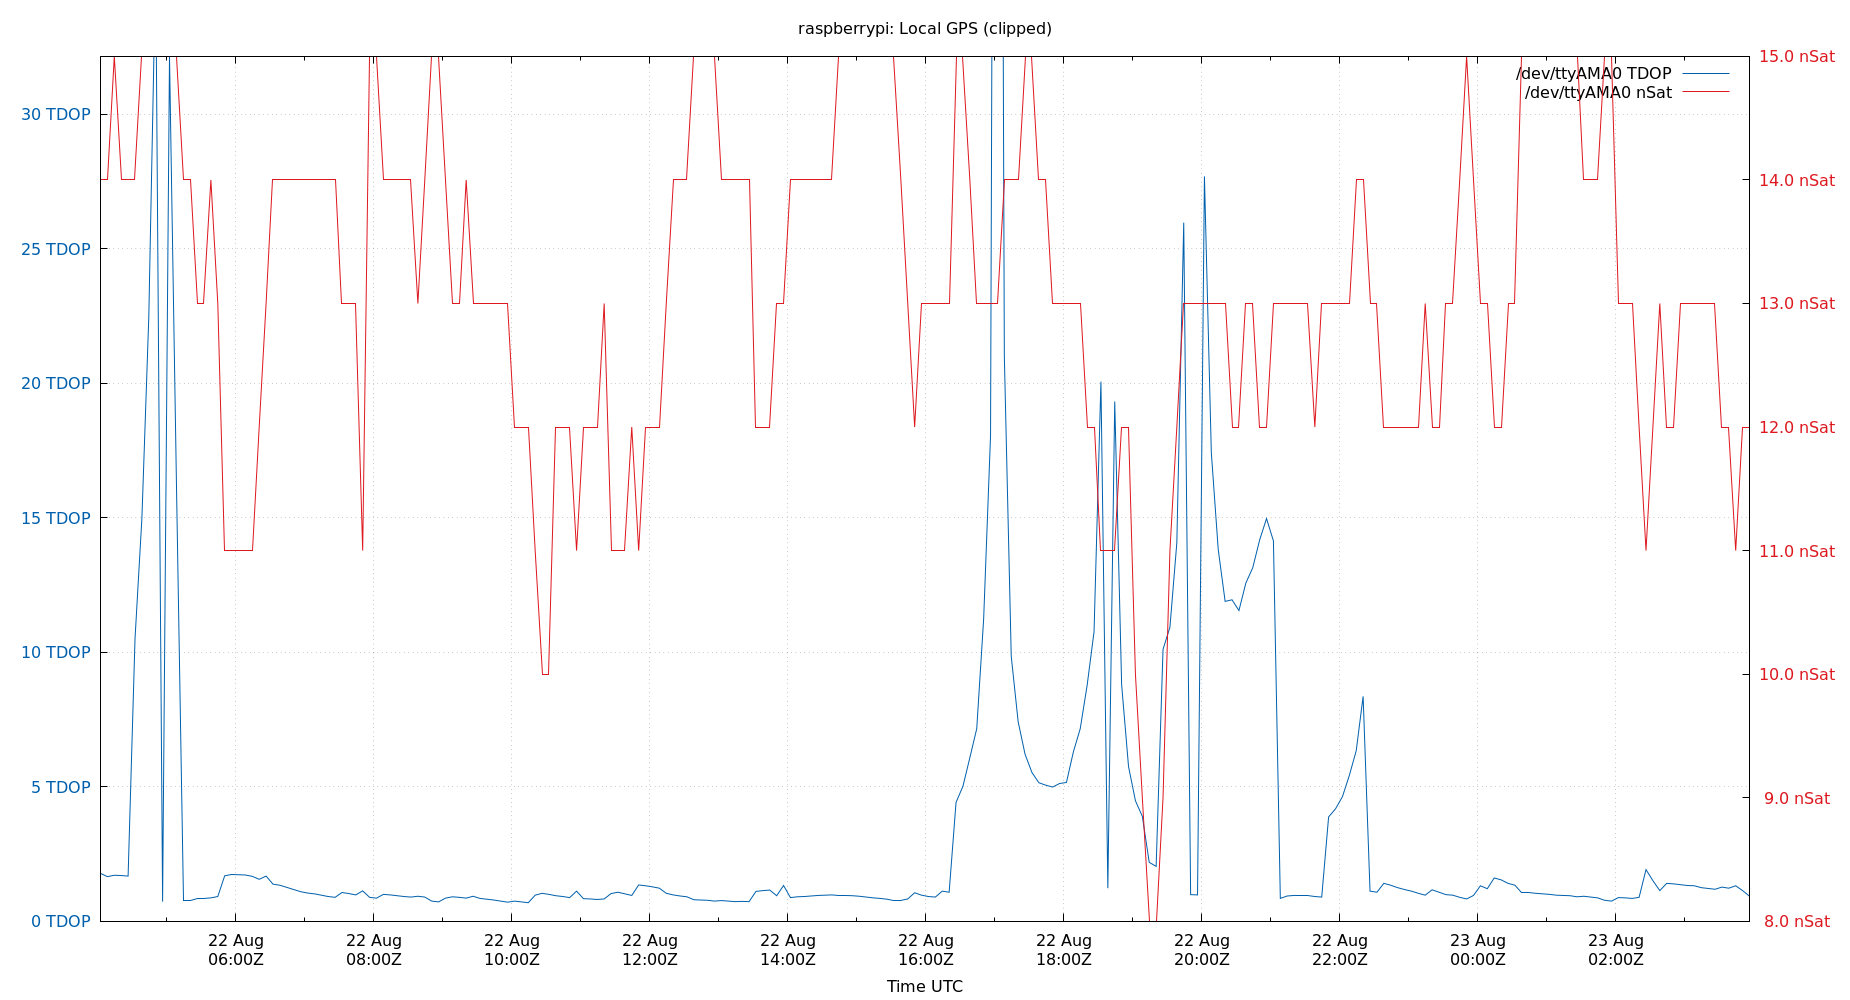 raspberrypi: Local GPS (clipped)
/dev/ttyAMA0 TDOP
/dev/ttyAMA0 nSat
30 TDOP
25 TDOP
20 TDOP
15 TDOP
10 TDOP
5 TDOP
0 TDOP
15.0 nSat
14.0 nSat
13.0 nSat
12.0 nSat
11.0 nSat
10.0 nSat
9.0 nSat
8.0 nSat
22 Aug
06:00Z
22 Aug
08:00Z
22 Aug
10:00Z
22 Aug
12:00Z
22 Aug
14:00Z
22 Aug
16:00Z
22 Aug
18:00Z
22 Aug
20:00Z
22 Aug
22:00Z
23 Aug
00:00Z
23 Aug
02:00Z
Time UTC